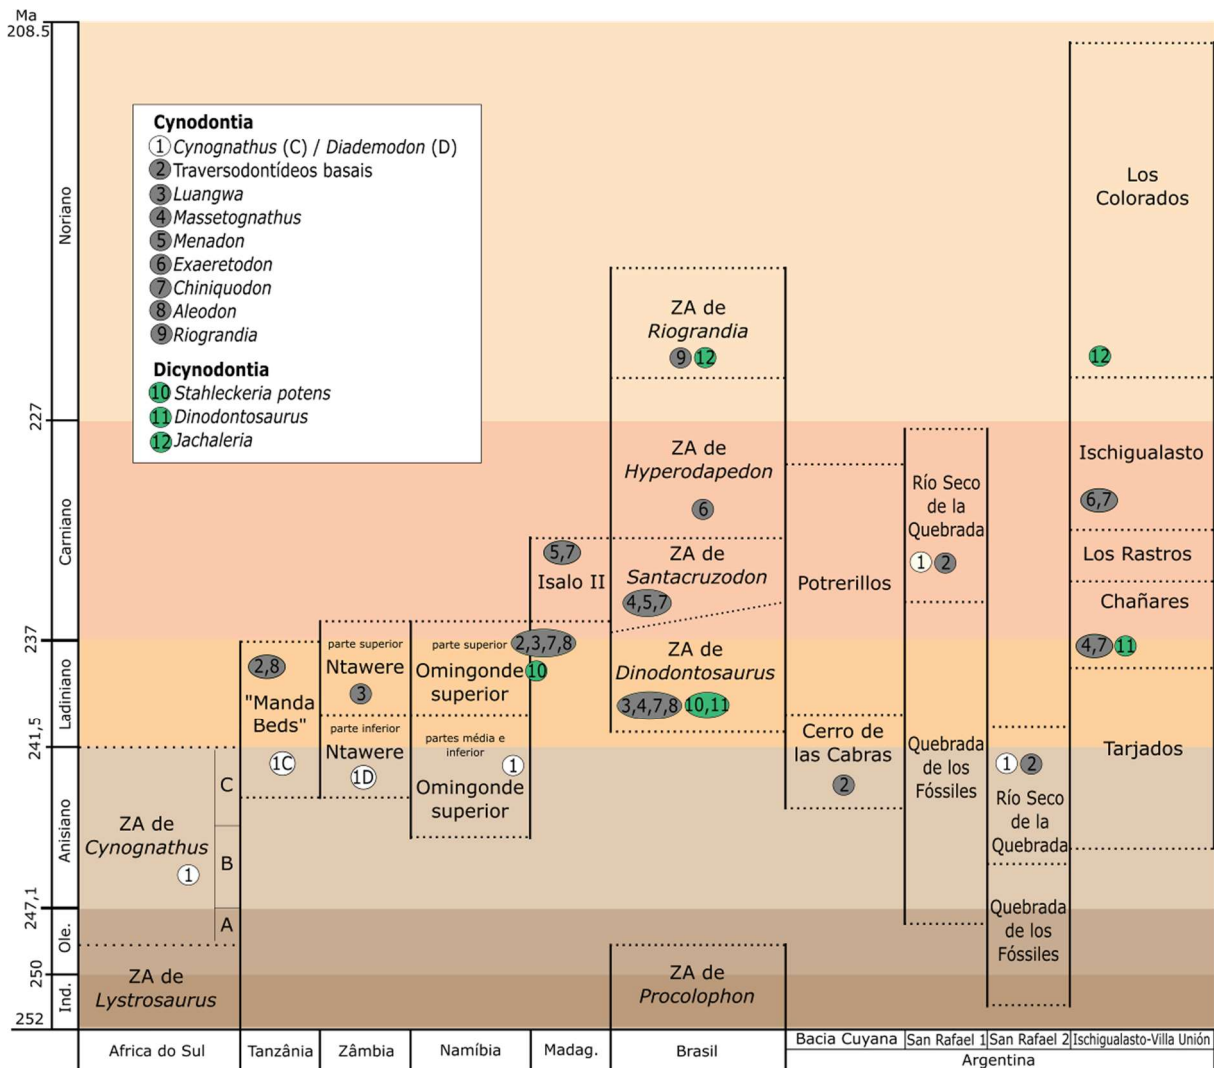 Ma
208.5
Noriano
227
Carniano
237
Ladiniano
241,5
Anisiano
247,1
Ole.
250
Ind.
252
Cynodontia
1 Cynognathus (C) / Diademodon (D)
2 Traversodontídeos basais
3 Luangwa
4 Massetognathus
5 Menadon
6 Exaeretodon
7 Chiniquodon
8 Aleodon
9 Riograndia
Dicynodontia
10 Stahleckeria potens
11 Dinodontosaurus
12 Jachaleria
ZA de
Cynognathus
1
C
B
A
ZA de
Lystrosaurus
2,8
"Manda
Beds"
1C
parte superior
Ntawere
3
parte inferior
Ntawere
1D
parte superior
Omingonde
superior
partes média e
inferior
1
Omingonde
superior
5,7
Isalo II
2,3,7,8
10
ZA de
Riograndia
9 12
ZA de
Hyperodapedon
6
ZA de
Santacruzodon
4,5,7
ZA de
Dinodontosaurus
3,4,7,8 10,11
ZA de
Procolophon
Potrerillos
Cerro de
las Cabras
2
Río Seco
de la
Quebrada
1 2
Quebrada
de los
Fóssiles
1 2
Río Seco
de la
Quebrada
Quebrada
de los
Fóssiles
Los
Colorados
12
Ischigualasto
6,7
Los Rastros
Chañares
4,7 11
Tarjados
Africa do Sul
Tanzânia
Zâmbia
Namíbia
Madag.
Brasil
Bacia Cuyana
San Rafael 1
San Rafael 2
Ischigualasto-Villa Unión
Argentina